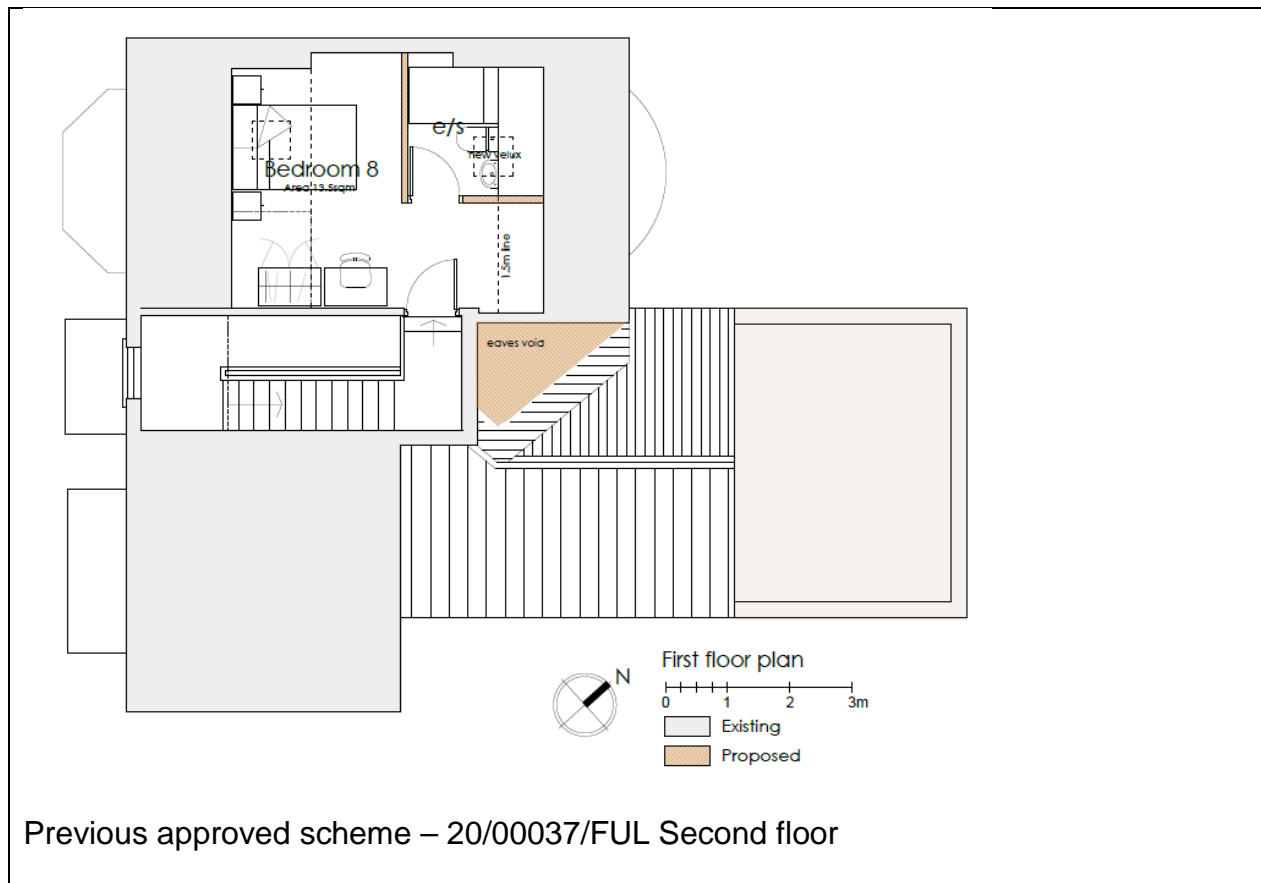 e/s
new velux
Bedroom 8
Area 13.5sqm
1.5m line
eaves void
First floor plan
N
0 1 2 3m
Existing
Proposed
Previous approved scheme – 20/00037/FUL Second floor